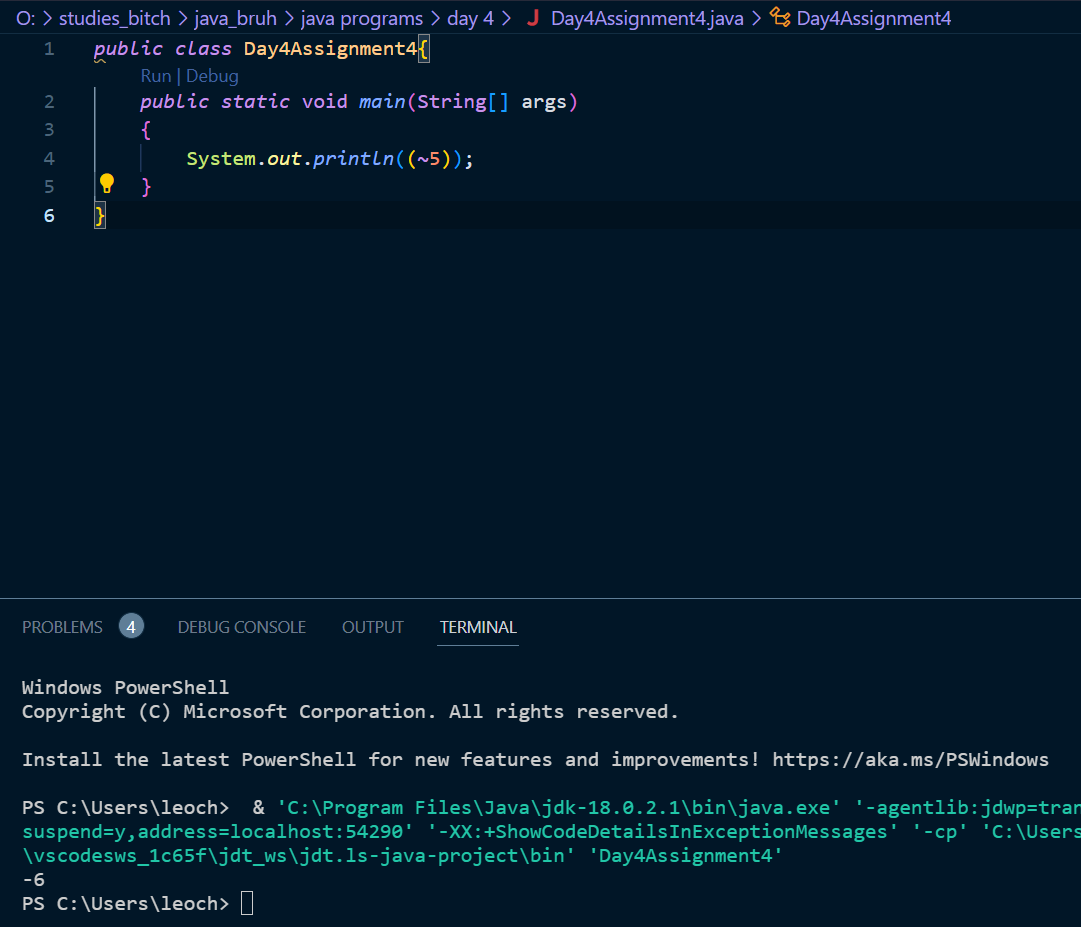 O: > studies_bitch > java_bruh > java programs > day 4 > J Day4Assignment4.java > Day4Assignment4
1 public class Day4Assignment4{
Run | Debug
2 public static void main(String[] args)
3 {
4 System.out.println((~5));
5 }
6 }
PROBLEMS 4 DEBUG CONSOLE OUTPUT TERMINAL
Windows PowerShell
Copyright (C) Microsoft Corporation. All rights reserved.
Install the latest PowerShell for new features and improvements! https://aka.ms/PSWindows
PS C:\Users\leoch>  & 'C:\Program Files\Java\jdk-18.0.2.1\bin\java.exe' '-agentlib:jdwp=tran
suspend=y,address=localhost:54290' '-XX:+ShowCodeDetailsInExceptionMessages' '-cp' 'C:\Users
\vscodesws_1c65f\jdt_ws\jdt.ls-java-project\bin' 'Day4Assignment4'
-6
PS C:\Users\leoch>